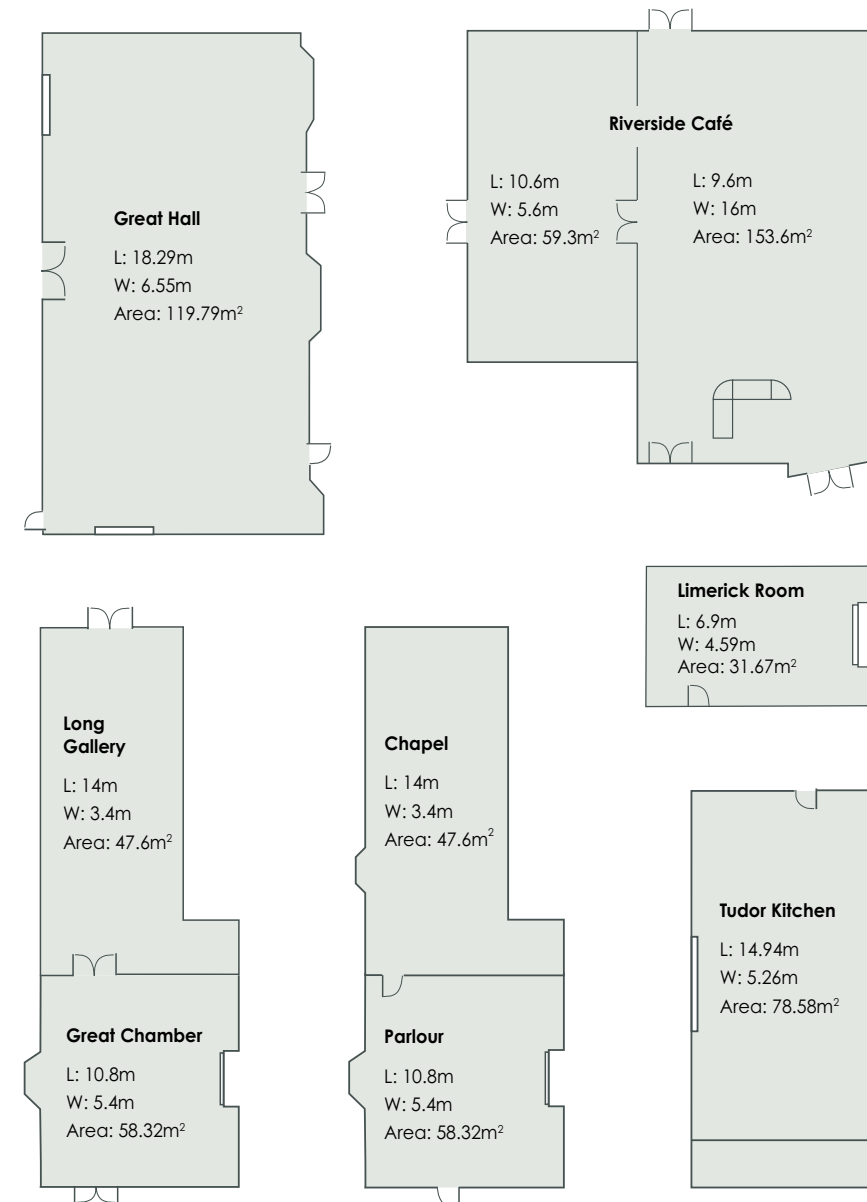 Great Hall
L: 18.29m
W: 6.55m
Area: 119.79m²
Riverside Café
L: 10.6m
W: 5.6m
Area: 59.3m²
L: 9.6m
W: 16m
Area: 153.6m²
Limerick Room
L: 6.9m
W: 4.59m
Area: 31.67m²
Long
Gallery
L: 14m
W: 3.4m
Area: 47.6m²
Chapel
L: 14m
W: 3.4m
Area: 47.6m²
Tudor Kitchen
L: 14.94m
W: 5.26m
Area: 78.58m²
Great Chamber
L: 10.8m
W: 5.4m
Area: 58.32m²
Parlour
L: 10.8m
W: 5.4m
Area: 58.32m²